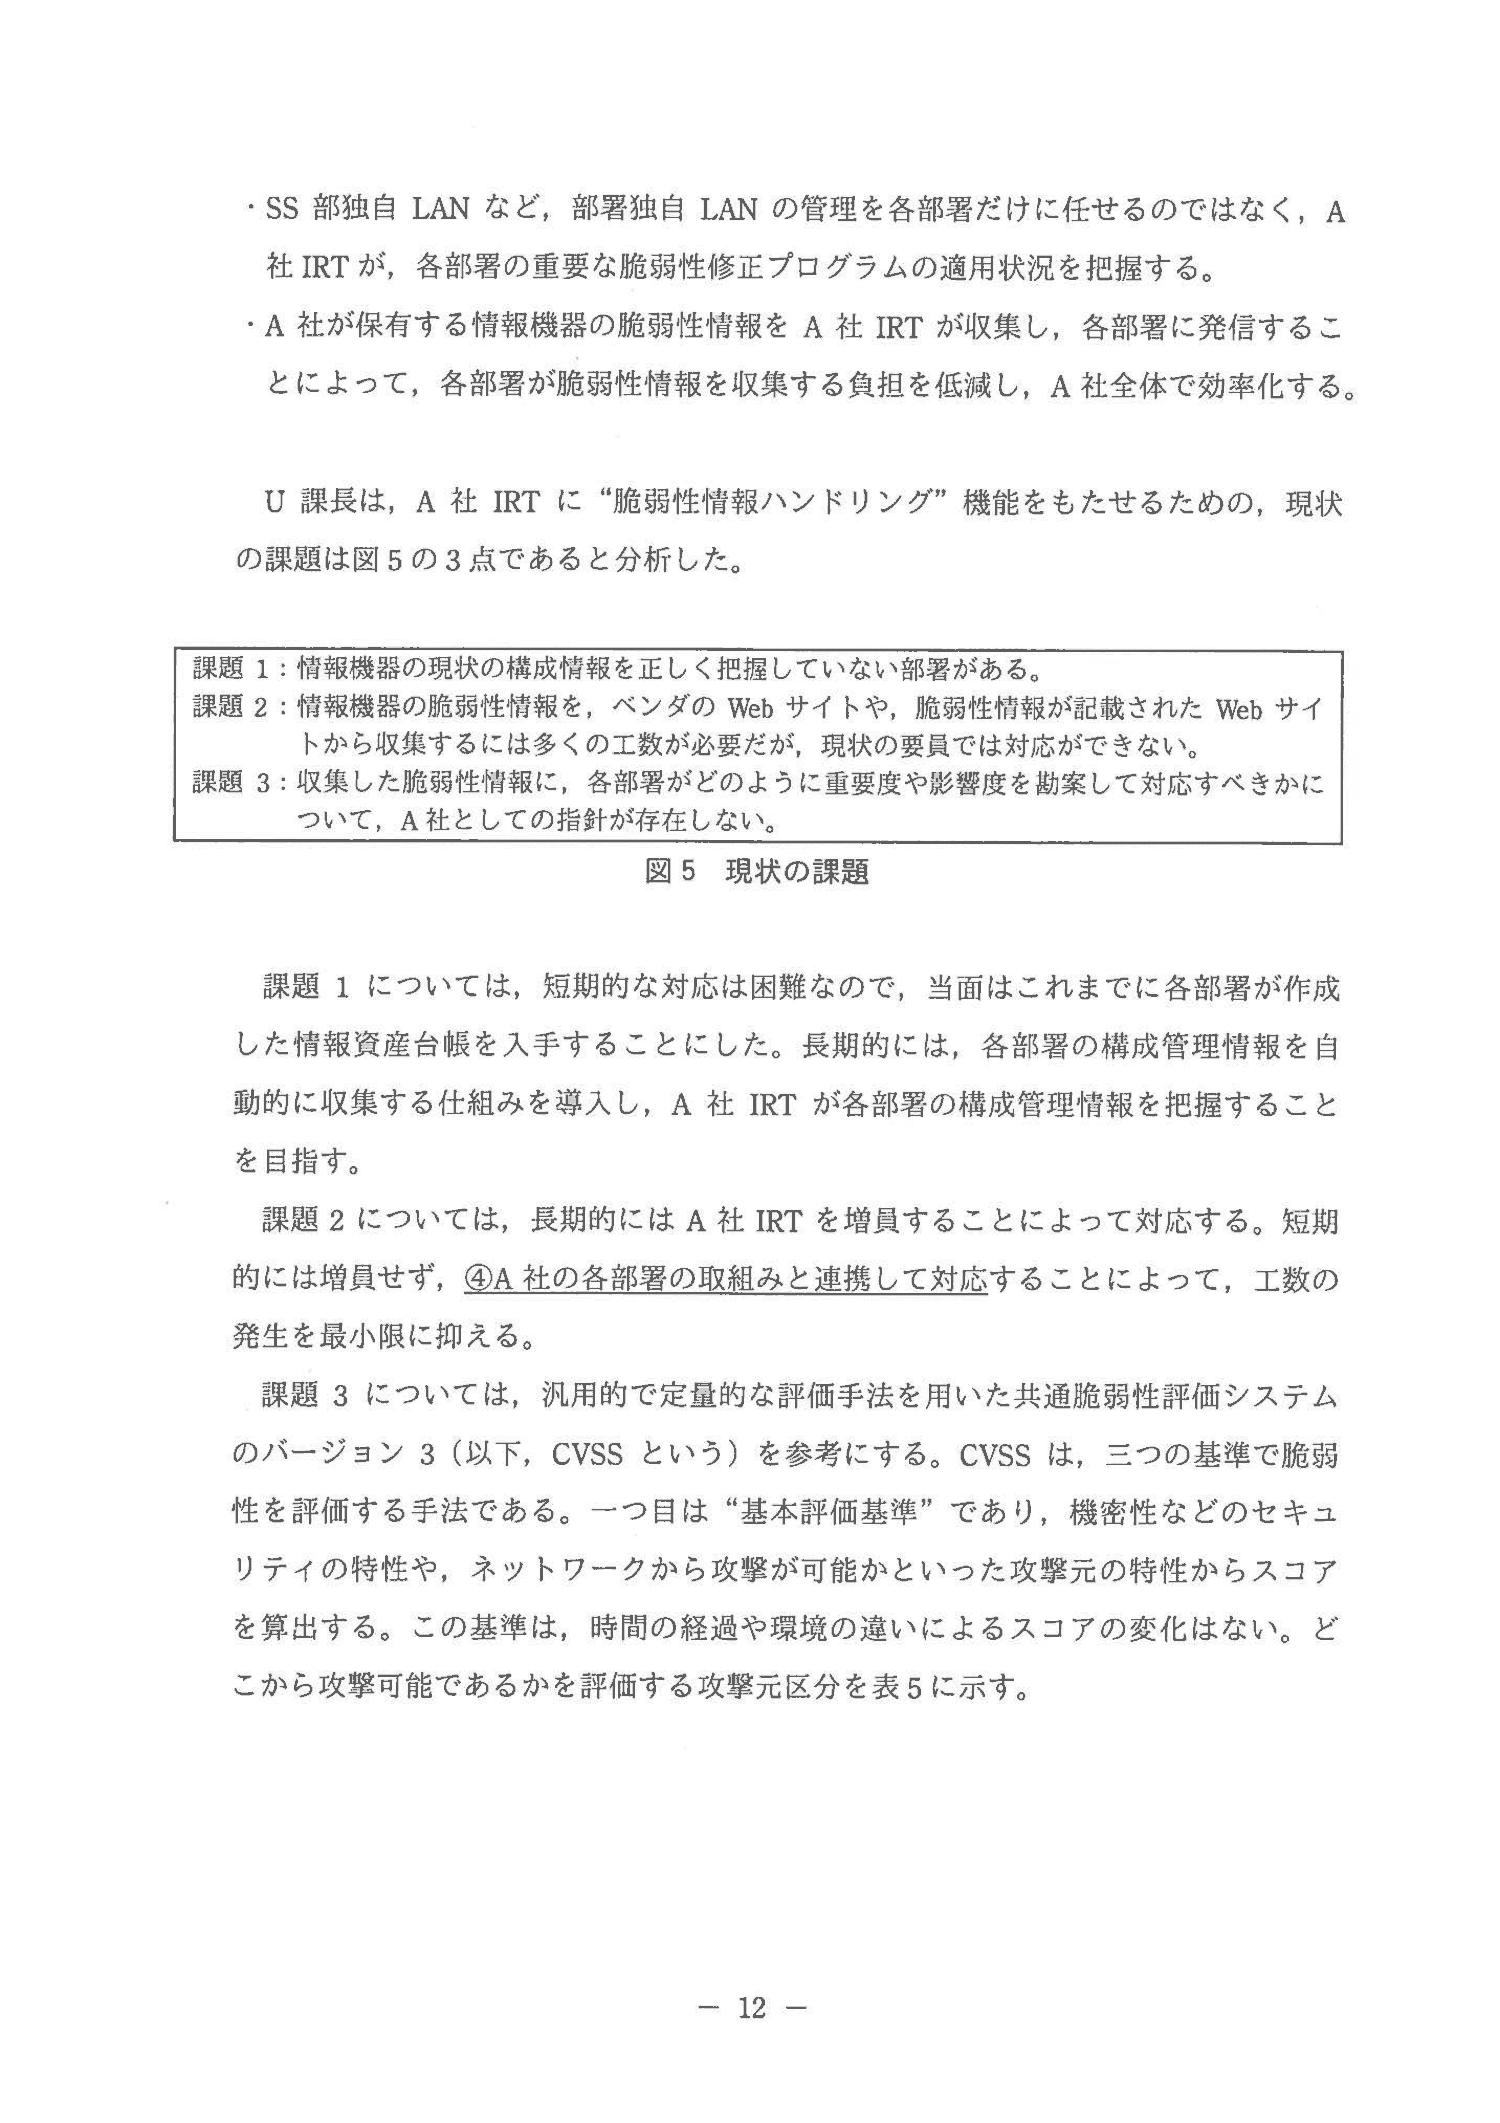 ・SS 部独自 LAN など，部署独自 LAN の管理を各部署だけに任せるのではなく，A
社 IRT が，各部署の重要な脆弱性修正プログラムの適用状況を把握する。
・A 社が保有する情報機器の脆弱性情報を A 社 IRT が収集し，各部署に発信するこ
とによって，各部署が脆弱性情報を収集する負担を低減し，A 社全体で効率化する。
U 課長は，A 社 IRT に“脆弱性情報ハンドリング”機能をもたせるための，現状
の課題は図 5 の 3 点であると分析した。
課題 1：情報機器の現状の構成情報を正しく把握していない部署がある。
課題 2：情報機器の脆弱性情報を，ベンダの Web サイトや，脆弱性情報が記載された Web サイ
トから収集するには多くの工数が必要だが，現状の要員では対応ができない。
課題 3：収集した脆弱性情報に，各部署がどのように重要度や影響度を勘案して対応すべきかに
ついて，A 社としての指針が存在しない。
図 5　現状の課題
課題 1 については，短期的な対応は困難なので，当面はこれまでに各部署が作成
した情報資産台帳を入手することにした。長期的には，各部署の構成管理情報を自
動的に収集する仕組みを導入し，A 社 IRT が各部署の構成管理情報を把握すること
を目指す。
課題 2 については，長期的には A 社 IRT を増員することによって対応する。短期
的には増員せず，④A 社の各部署の取組みと連携して対応することによって，工数の
発生を最小限に抑える。
課題 3 については，汎用的で定量的な評価手法を用いた共通脆弱性評価システム
のバージョン 3（以下，CVSS という）を参考にする。CVSS は，三つの基準で脆弱
性を評価する手法である。一つ目は“基本評価基準”であり，機密性などのセキュ
リティの特性や，ネットワークから攻撃が可能かといった攻撃元の特性からスコア
を算出する。この基準は，時間の経過や環境の違いによるスコアの変化はない。ど
こから攻撃可能であるかを評価する攻撃元区分を表 5 に示す。
－ 12 －